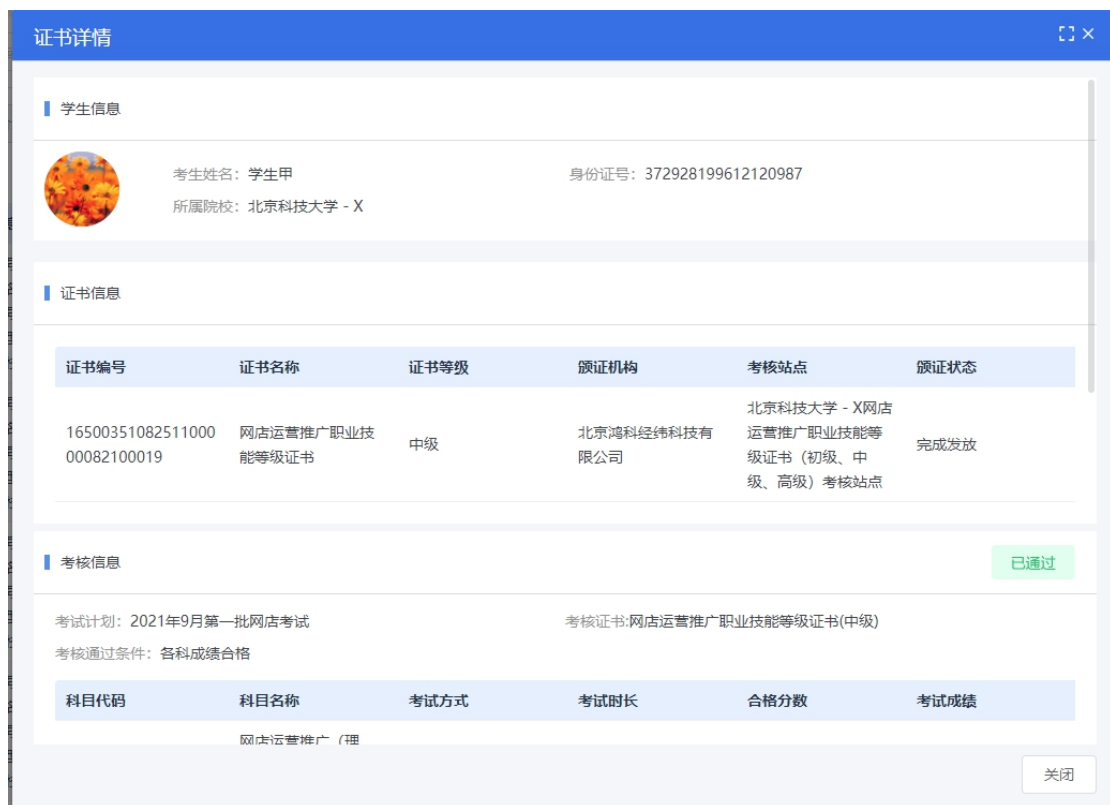 证书详情
学生信息
考生姓名：学生甲
身份证号：372928199612120987
所属院校：北京科技大学 - X
证书信息
证书编号 证书名称 证书等级 颁证机构 考核站点 颁证状态
16500351082511000
00082100019
网店运营推广职业技
能等级证书
中级
北京鸿科经纬科技有
限公司
北京科技大学 - X网店
运营推广职业技能等
级证书（初级、中
级、高级）考核站点
完成发放
考核信息
已通过
考试计划：2021年9月第一批网店考试
考核证书:网店运营推广职业技能等级证书(中级)
考核通过条件：各科成绩合格
科目代码 科目名称 考试方式 考试时长 合格分数 考试成绩
网店运营推广（理
关闭